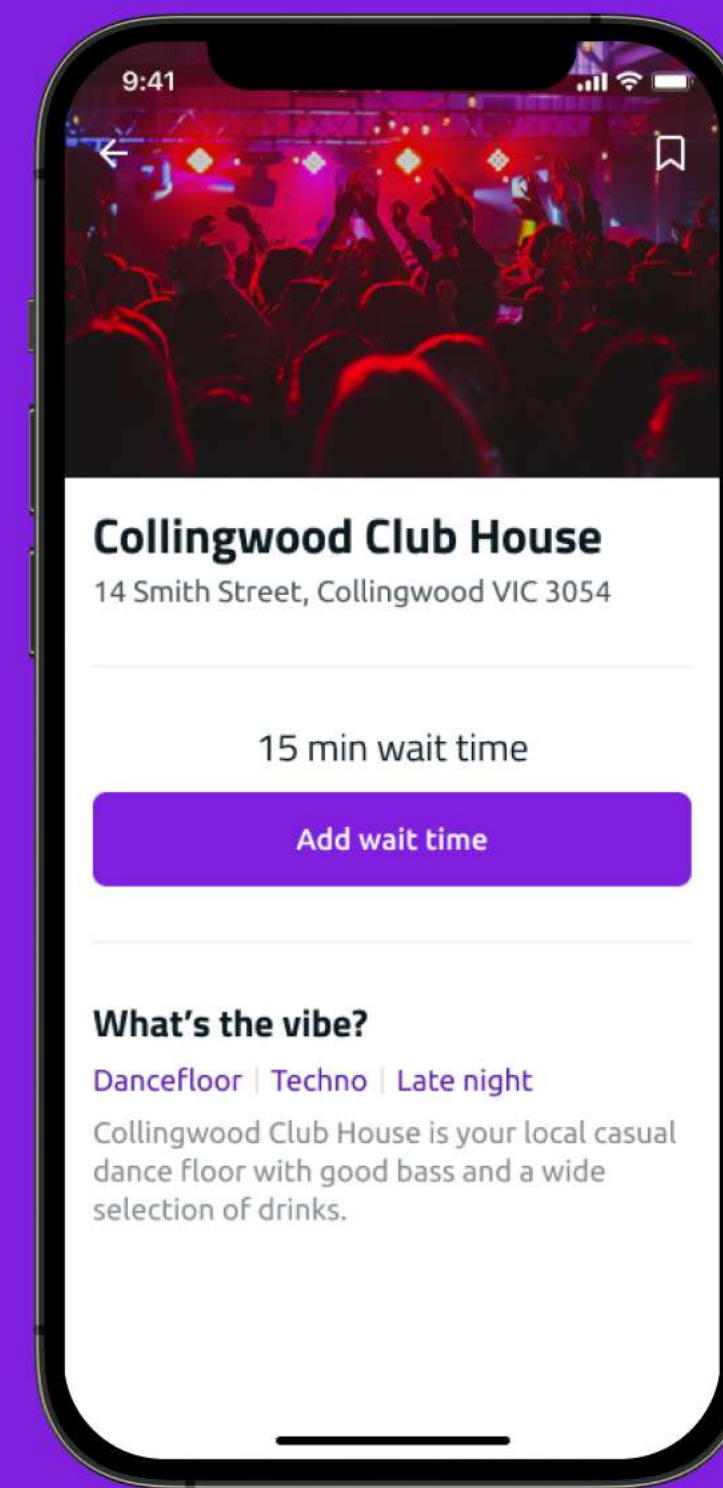 9:41
Collingwood Club House
14 Smith Street, Collingwood VIC 3054
15 min wait time
Add wait time
What's the vibe?
Dancefloor | Techno | Late night
Collingwood Club House is your local casual
dance floor with good bass and a wide
selection of drinks.